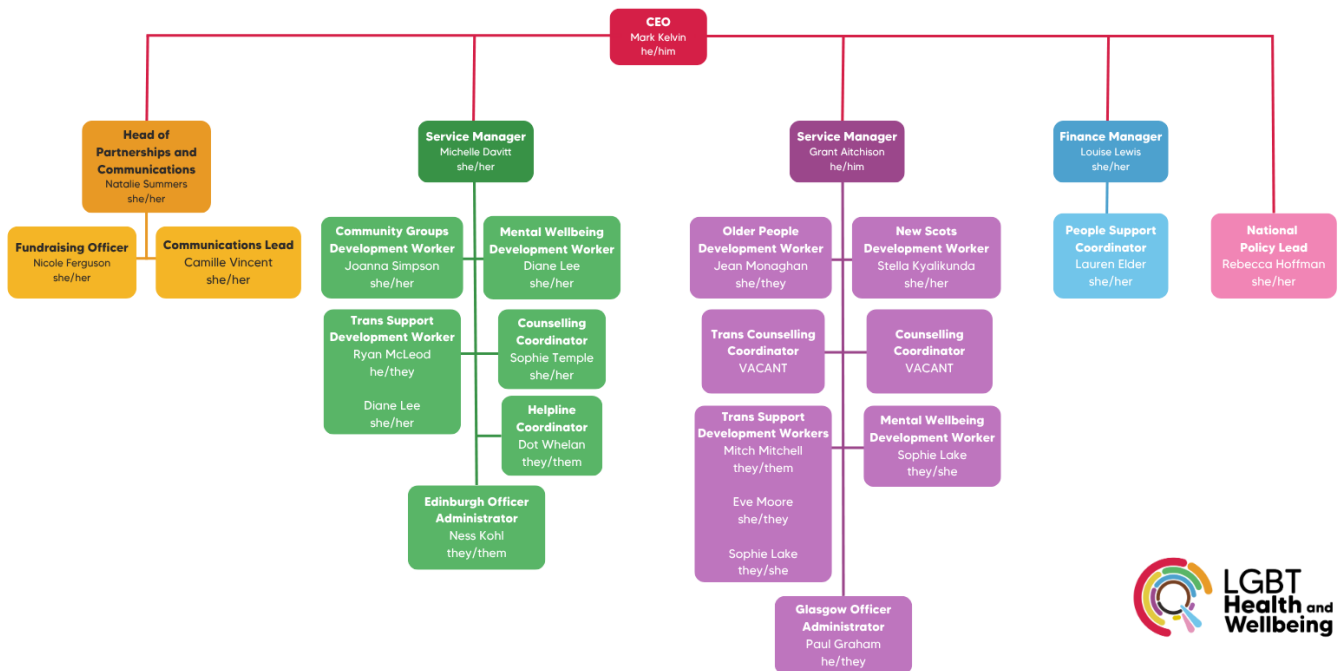 CEO
Mark Kelvin
he/him
Head of
Partnerships and
Communications
Natalie Summers
she/her
Service Manager
Michelle Davitt
she/her
Service Manager
Grant Aitchison
he/him
Finance Manager
Louise Lewis
she/her
Fundraising Officer
Nicole Ferguson
she/her
Communications Lead
Camille Vincent
she/her
Community Groups
Development Worker
Joanna Simpson
she/her
Mental Wellbeing
Development Worker
Diane Lee
she/her
Older People
Development Worker
Jean Monaghan
she/they
New Scots
Development Worker
Stella Kyalikunda
she/her
People Support
Coordinator
Lauren Elder
she/her
National
Policy Lead
Rebecca Hoffman
she/her
Trans Support
Development Worker
Ryan McLeod
he/they
Diane Lee
she/her
Counselling
Coordinator
Sophie Temple
she/her
Trans Counselling
Coordinator
VACANT
Counselling
Coordinator
VACANT
Helpline
Coordinator
Dot Whelan
they/them
Trans Support
Development Workers
Mitch Mitchell
they/them
Eve Moore
she/they
Sophie Lake
they/she
Mental Wellbeing
Development Worker
Sophie Lake
they/she
Edinburgh Officer
Administrator
Ness Kohl
they/them
Glasgow Officer
Administrator
Paul Graham
he/they
LGBT
Health and
Wellbeing